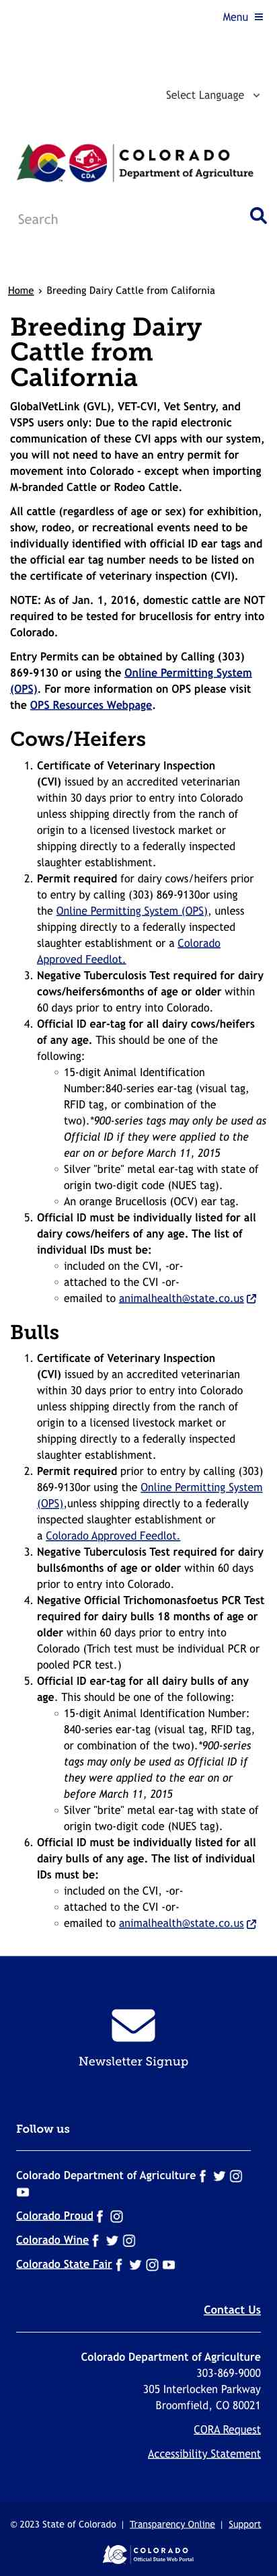 Menu
Select Language
CDA
COLORADO
Department of Agriculture
Search
Home › Breeding Dairy Cattle from California
Breeding Dairy
Cattle from
California
GlobalVetLink (GVL), VET-CVI, Vet Sentry, and
VSPS users only: Due to the rapid electronic
communication of these CVI apps with our system,
you will not need to have an entry permit for
movement into Colorado - except when importing
M-branded Cattle or Rodeo Cattle.
All cattle (regardless of age or sex) for exhibition,
show, rodeo, or recreational events need to be
individually identified with official ID ear tags and
the official ear tag number needs to be listed on
the certificate of veterinary inspection (CVI).
NOTE: As of Jan. 1, 2016, domestic cattle are NOT
required to be tested for brucellosis for entry into
Colorado.
Entry Permits can be obtained by Calling (303)
869-9130 or using the Online Permitting System
(OPS). For more information on OPS please visit
the OPS Resources Webpage.
Cows/Heifers
1. Certificate of Veterinary Inspection
(CVI) issued by an accredited veterinarian
within 30 days prior to entry into Colorado
unless shipping directly from the ranch of
origin to a licensed livestock market or
shipping directly to a federally inspected
slaughter establishment.
2. Permit required for dairy cows/heifers prior
to entry by calling (303) 869-9130or using
the Online Permitting System (OPS), unless
shipping directly to a federally inspected
slaughter establishment or a Colorado
Approved Feedlot.
3. Negative Tuberculosis Test required for dairy
cows/heifers6months of age or older within
60 days prior to entry into Colorado.
4. Official ID ear-tag for all dairy cows/heifers
of any age. This should be one of the
following:
15-digit Animal Identification
Number:840-series ear-tag (visual tag,
RFID tag, or combination of the
two).*900-series tags may only be used as
Official ID if they were applied to the
ear on or before March 11, 2015
Silver "brite" metal ear-tag with state of
origin two-digit code (NUES tag).
An orange Brucellosis (OCV) ear tag.
5. Official ID must be individually listed for all
dairy cows/heifers of any age. The list of
individual IDs must be:
included on the CVI, -or-
attached to the CVI -or-
emailed to animalhealth@state.co.us
Bulls
1. Certificate of Veterinary Inspection
(CVI) issued by an accredited veterinarian
within 30 days prior to entry into Colorado
unless shipping directly from the ranch of
origin to a licensed livestock market or
shipping directly to a federally inspected
slaughter establishment.
2. Permit required prior to entry by calling (303)
869-9130or using the Online Permitting System
(OPS),unless shipping directly to a federally
inspected slaughter establishment or
a Colorado Approved Feedlot.
3. Negative Tuberculosis Test required for dairy
bulls6months of age or older within 60 days
prior to entry into Colorado.
4. Negative Official Trichomonasfoetus PCR Test
required for dairy bulls 18 months of age or
older within 60 days prior to entry into
Colorado (Trich test must be individual PCR or
pooled PCR test.)
5. Official ID ear-tag for all dairy bulls of any
age. This should be one of the following:
15-digit Animal Identification Number:
840-series ear-tag (visual tag, RFID tag,
or combination of the two).*900-series
tags may only be used as Official ID if
they were applied to the ear on or
before March 11, 2015
Silver "brite" metal ear-tag with state of
origin two-digit code (NUES tag).
6. Official ID must be individually listed for all
dairy bulls of any age. The list of individual
IDs must be:
included on the CVI, -or-
attached to the CVI -or-
emailed to animalhealth@state.co.us
Newsletter Signup
Follow us
Colorado Department of Agriculture
Colorado Proud
Colorado Wine
Colorado State Fair
Contact Us
Colorado Department of Agriculture
303-869-9000
305 Interlocken Parkway
Broomfield, CO 80021
CORA Request
Accessibility Statement
© 2023 State of Colorado | Transparency Online | Support
COLORADO
Official State Web Portal